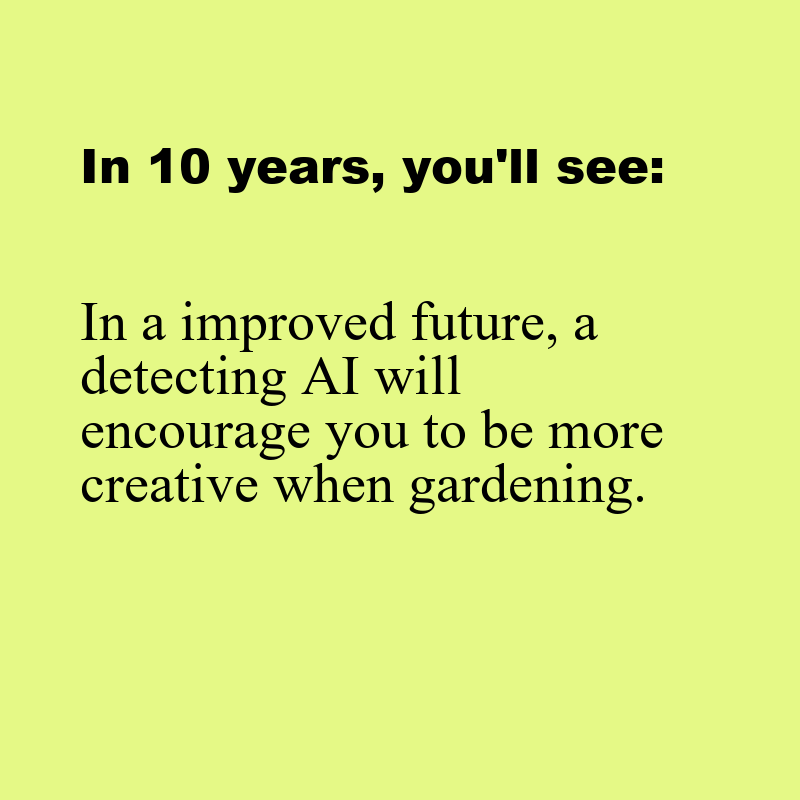 In 10 years, you'll see:
In a improved future, a
detecting AI will
encourage you to be more
creative when gardening.